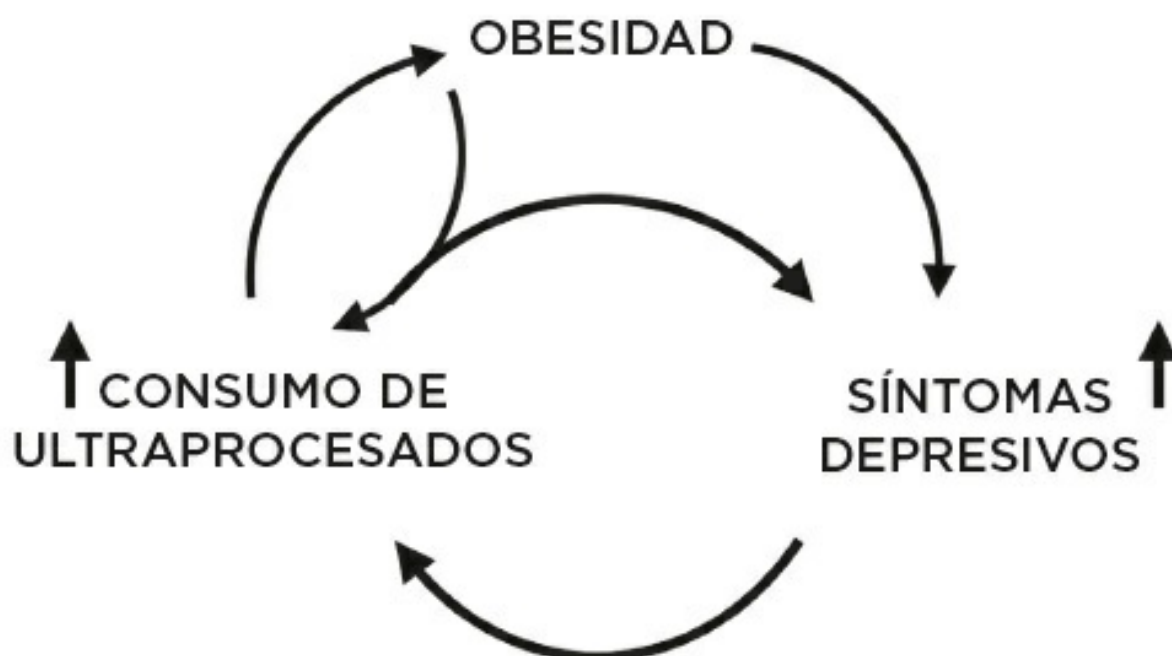 OBESIDAD
CONSUMO DE
ULTRAPROCESADOS
SÍNTOMAS
DEPRESIVOS